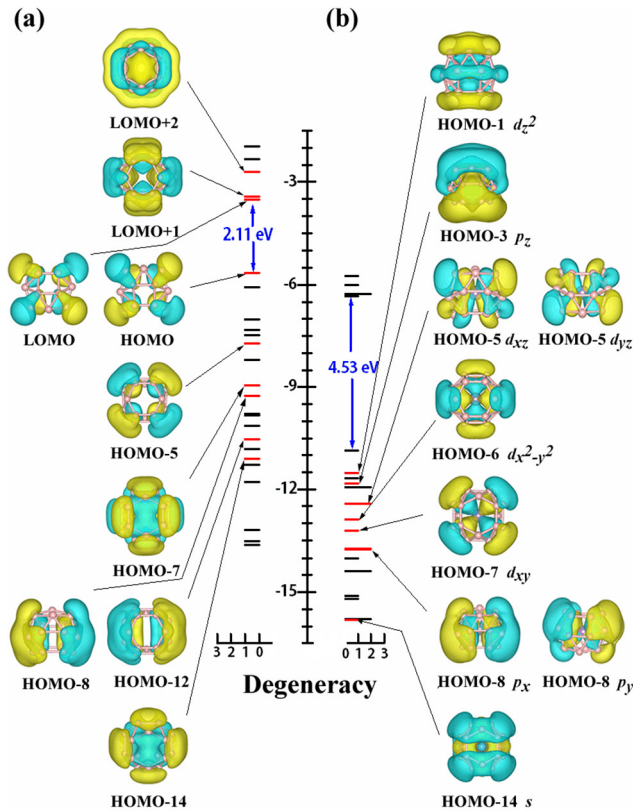 (a)
(b)
LOMO+2
LOMO+1
LOMO HOMO
HOMO-5
HOMO-7
HOMO-8 HOMO-12
HOMO-14
2.11 eV
3 2 1 0
-3
-6
-9
-12
-15
4.53 eV
0 1 2 3
Degeneracy
HOMO-1 dz²
HOMO-3 pz
HOMO-5 dxz HOMO-5 dyz
HOMO-6 dx²-y²
HOMO-7 dxy
HOMO-8 px HOMO-8 py
HOMO-14 s